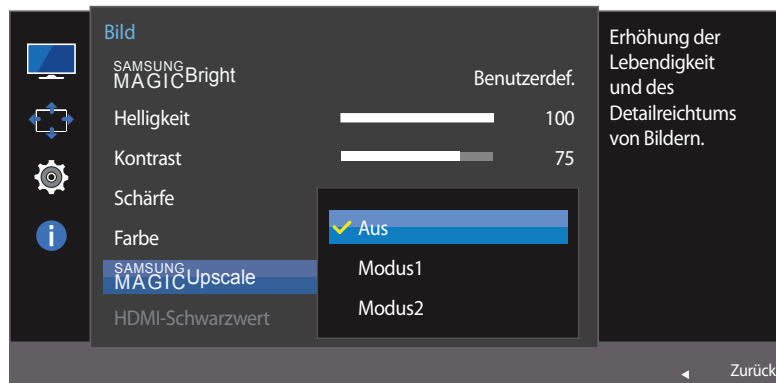 Bild
SAMSUNG
MAGICBright
Benutzerdef.
Helligkeit
100
Kontrast
75
Schärfe
Farbe
SAMSUNG
MAGICUpscale
HDMI-Schwarzwert
Aus
Modus1
Modus2
Erhöhung der
Lebendigkeit
und des
Detailreichtums
von Bildern.
Zurück